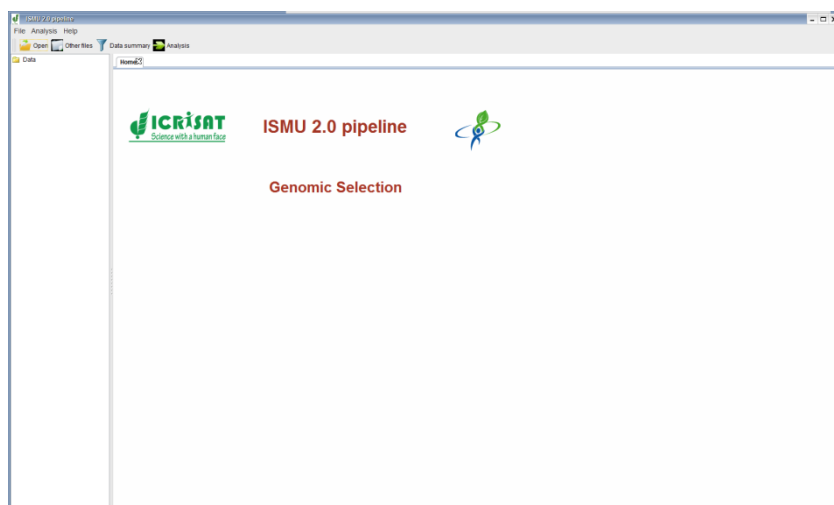 ISMU 2.0 pipeline
File Analysis Help
Open Other files Data summary Analysis
Data
Home
ICRISAT
Science with a human face
ISMU 2.0 pipeline
Genomic Selection